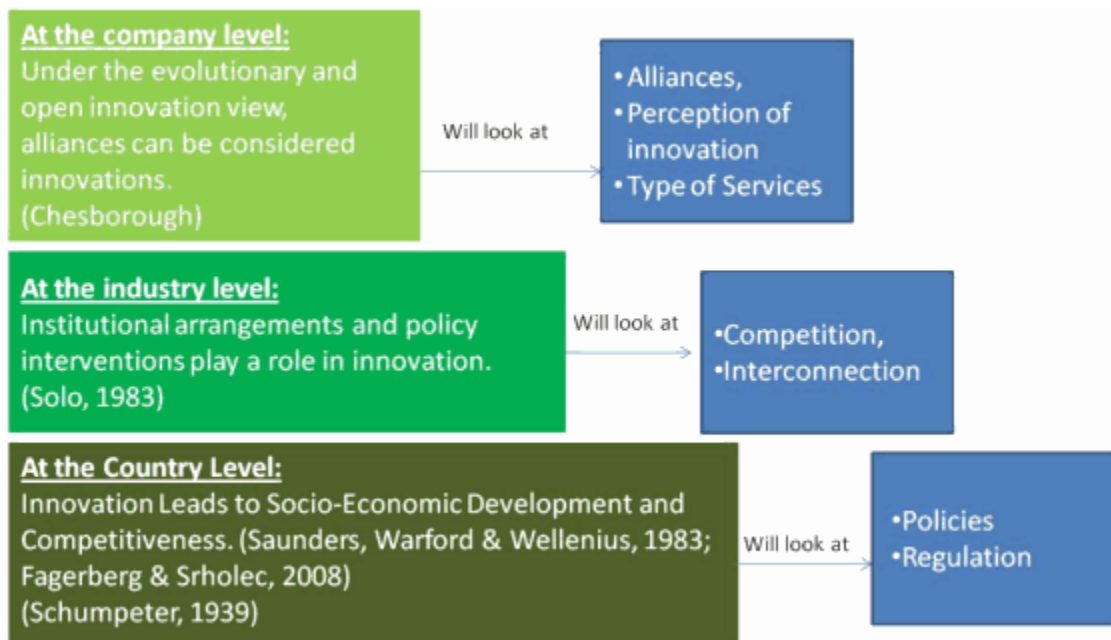 At the company level:
Under the evolutionary and
open innovation view,
alliances can be considered
innovations.
(Chesborough)
Will look at
• Alliances,
• Perception of
innovation
• Type of Services
At the industry level:
Institutional arrangements and policy
interventions play a role in innovation.
(Solo, 1983)
Will look at
•Competition,
•Interconnection
At the Country Level:
Innovation Leads to Socio-Economic Development and
Competitiveness. (Saunders, Warford & Wellenius, 1983;
Fagerberg & Srholec, 2008)
(Schumpeter, 1939)
Will look at
•Policies
•Regulation